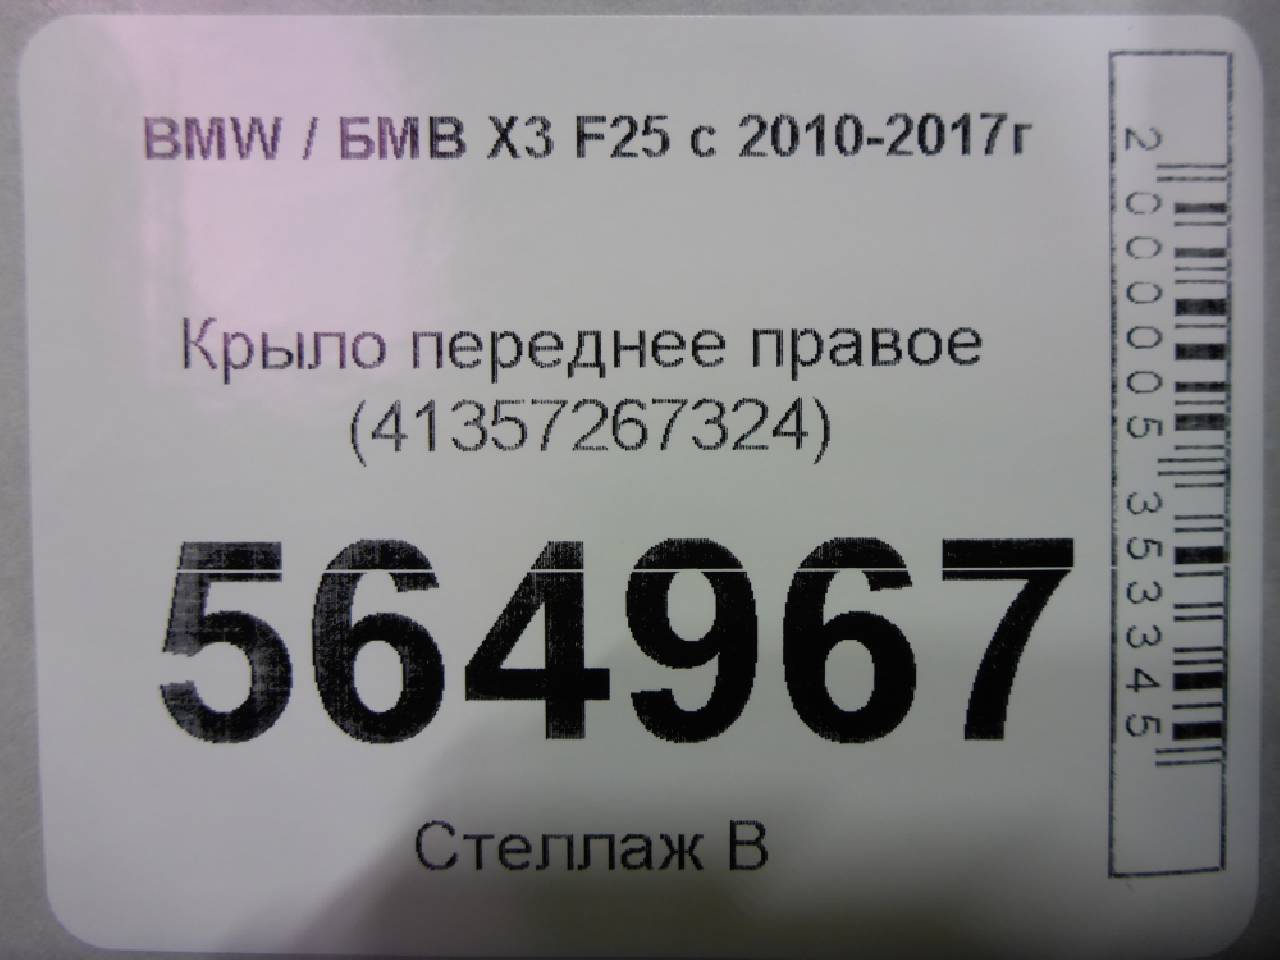 BMW / БМВ X3 F25 с 2010-2017г
Крыло переднее правое
(41357267324)
564967
Стеллаж В
2000005353345